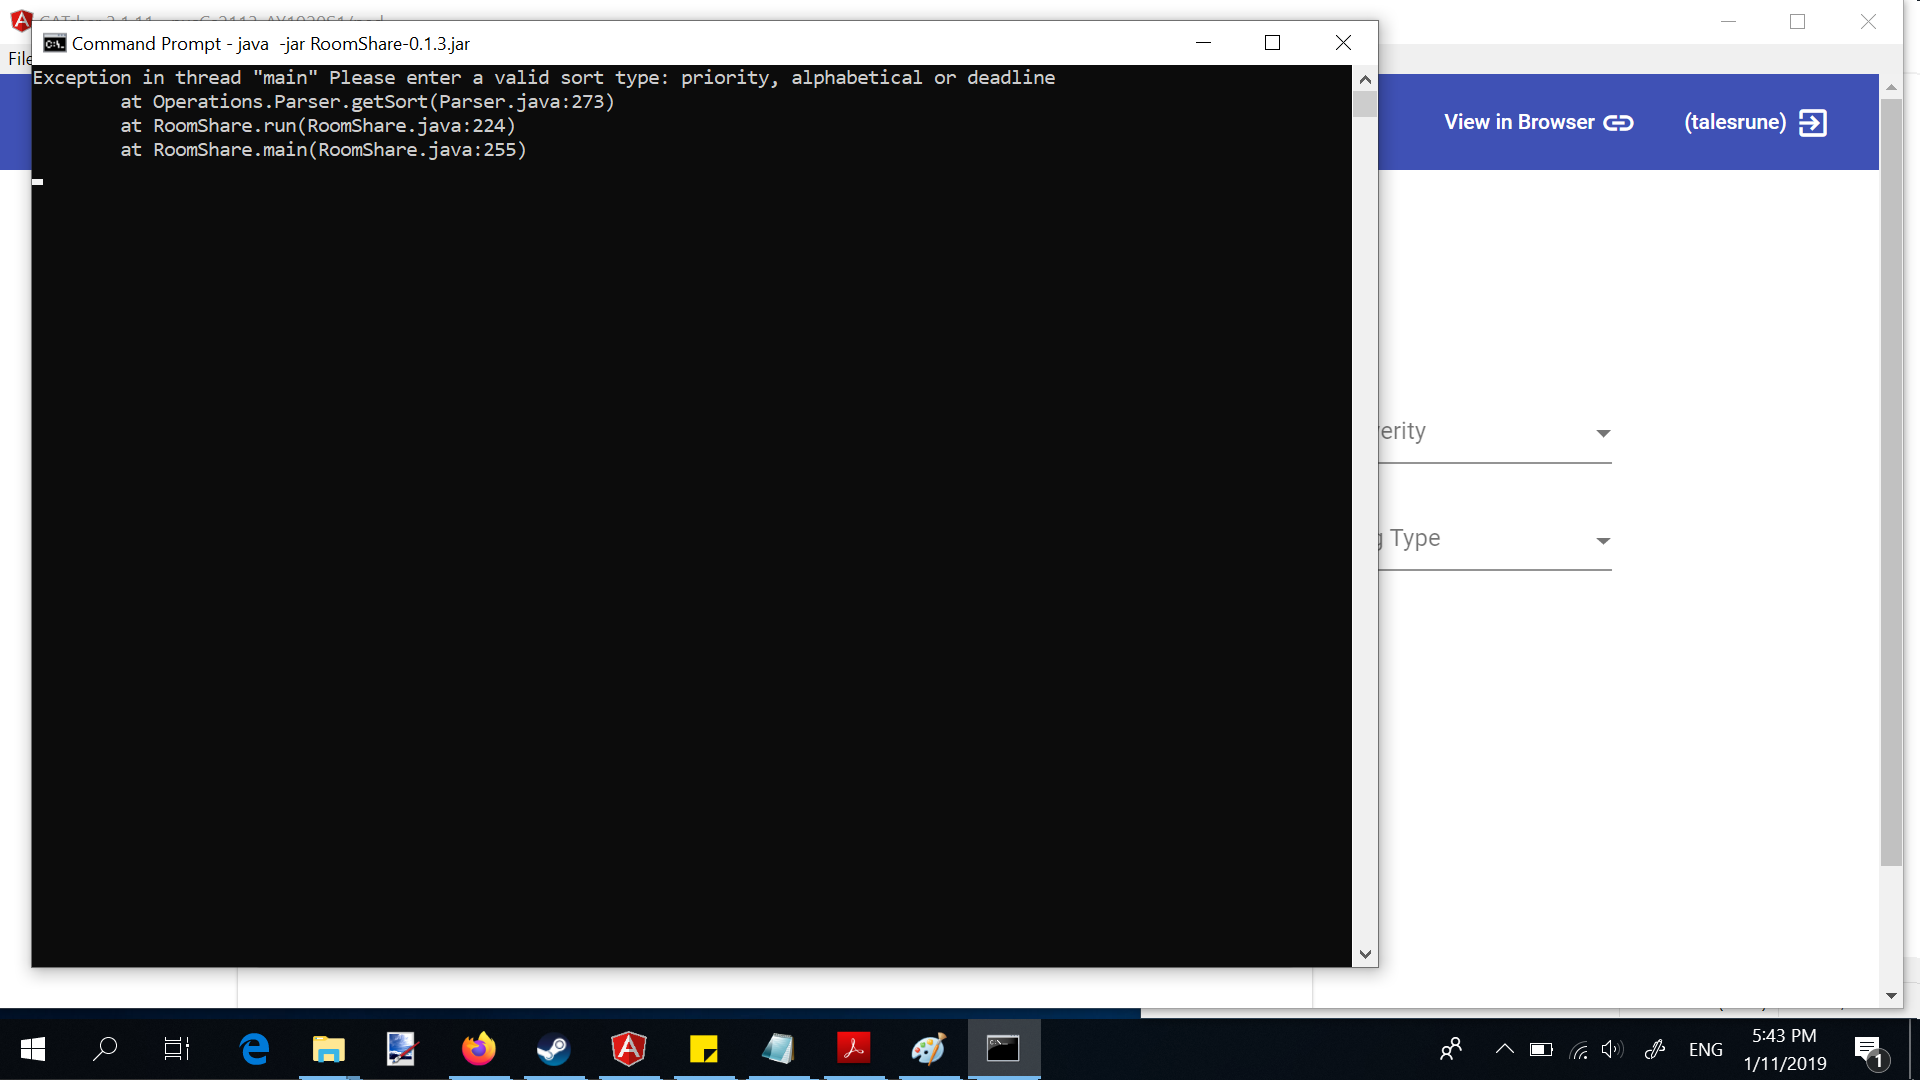 Command Prompt - java  -jar RoomShare-0.1.3.jar
File
Exception in thread "main" Please enter a valid sort type: priority, alphabetical or deadline
at Operations.Parser.getSort(Parser.java:273)
at RoomShare.run(RoomShare.java:224)
at RoomShare.main(RoomShare.java:255)
View in Browser
(talesrune)
verity
g Type
ENG
5:43 PM
1/11/2019
1